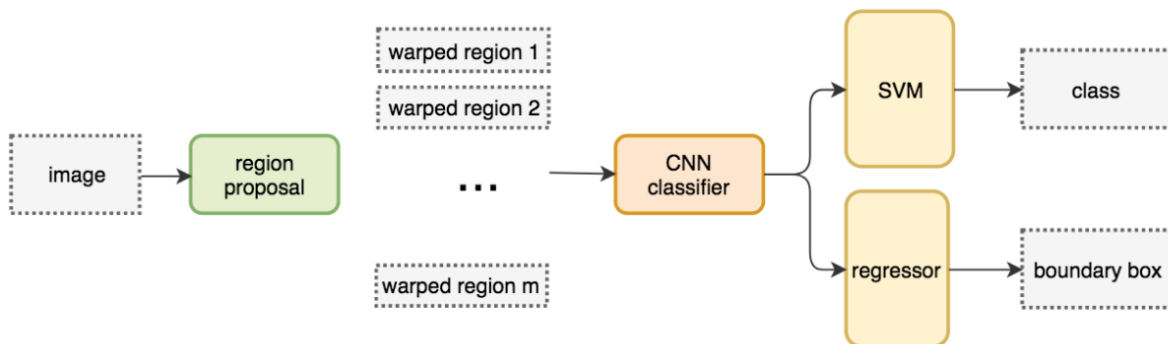 image
region
proposal
warped region 1
warped region 2
...
warped region m
CNN
classifier
SVM
regressor
class
boundary box